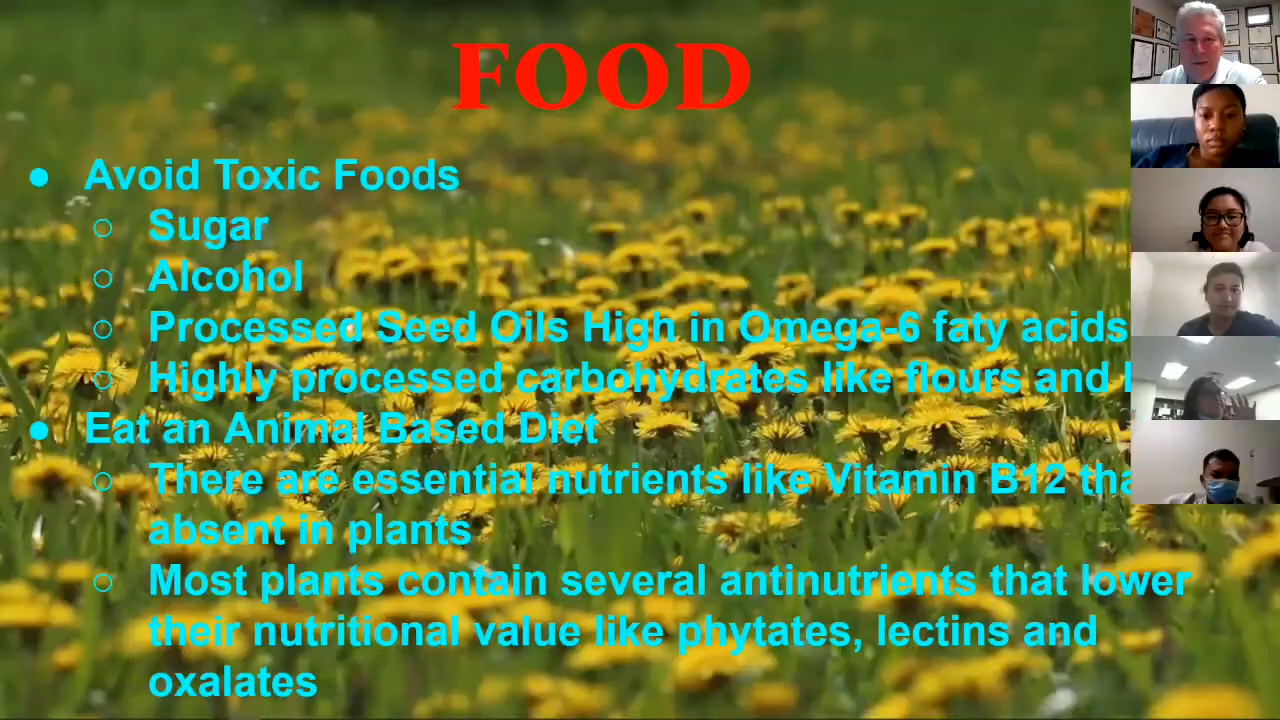 FOOD
● Avoid Toxic Foods
○ Sugar
○ Alcohol
○ Processed Seed Oils High in Omega-6 faty acids
○ Highly processed carbohydrates like flours and
● Eat an Animal Based Diet
○ There are essential nutrients like Vitamin B12
absent in plants
○ Most plants contain several antinutrients that lower
their nutritional value like phytates, lectins and
oxalates